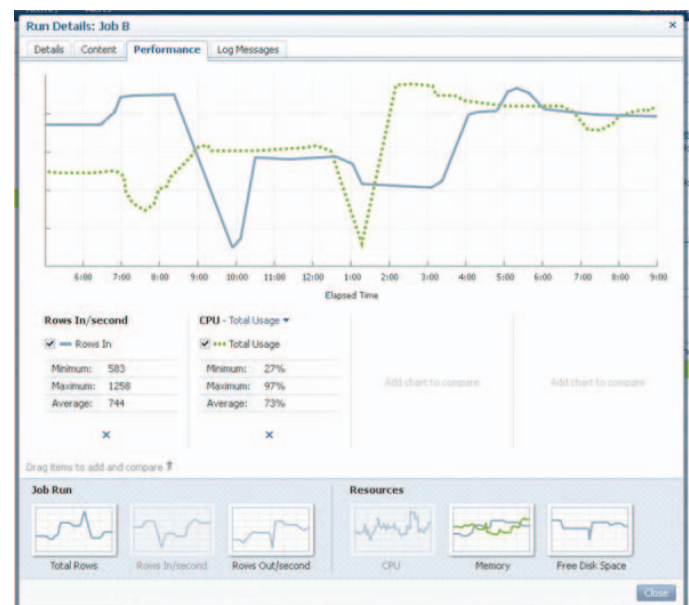 Run Details: Job B
×
Details Content Performance Log Messages
6:00 7:00 8:00 9:00 10:00 11:00 12:00 1:00 2:00 3:00 4:00 5:00 6:00 7:00 8:00 9:00
Elapsed Time
Rows In/second
Rows In
Minimum: 583
Maximum: 1258
Average: 744
×
CPU - Total Usage
Total Usage
Minimum: 27%
Maximum: 97%
Average: 73%
×
Add chart to compare
Add chart to compare
Drag items to add and compare ?
Job Run
Total Rows
Rows In/second
Rows Out/second
Resources
CPU
Memory
Free Disk Space
Close